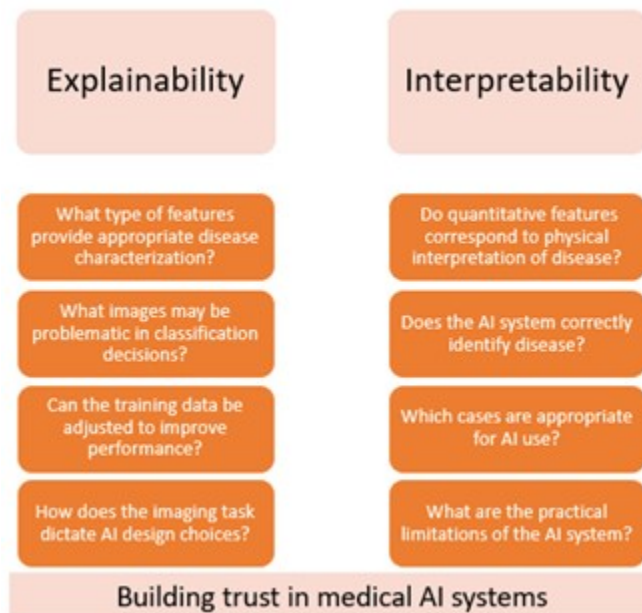 Explainability
What type of features
provide appropriate disease
characterization?
What images may be
problematic in classification
decisions?
Can the training data be
adjusted to improve
performance?
How does the imaging task
dictate AI design choices?
Interpretability
Do quantitative features
correspond to physical
interpretation of disease?
Does the AI system correctly
identify disease?
Which cases are appropriate
for AI use?
What are the practical
limitations of the AI system?
Building trust in medical AI systems